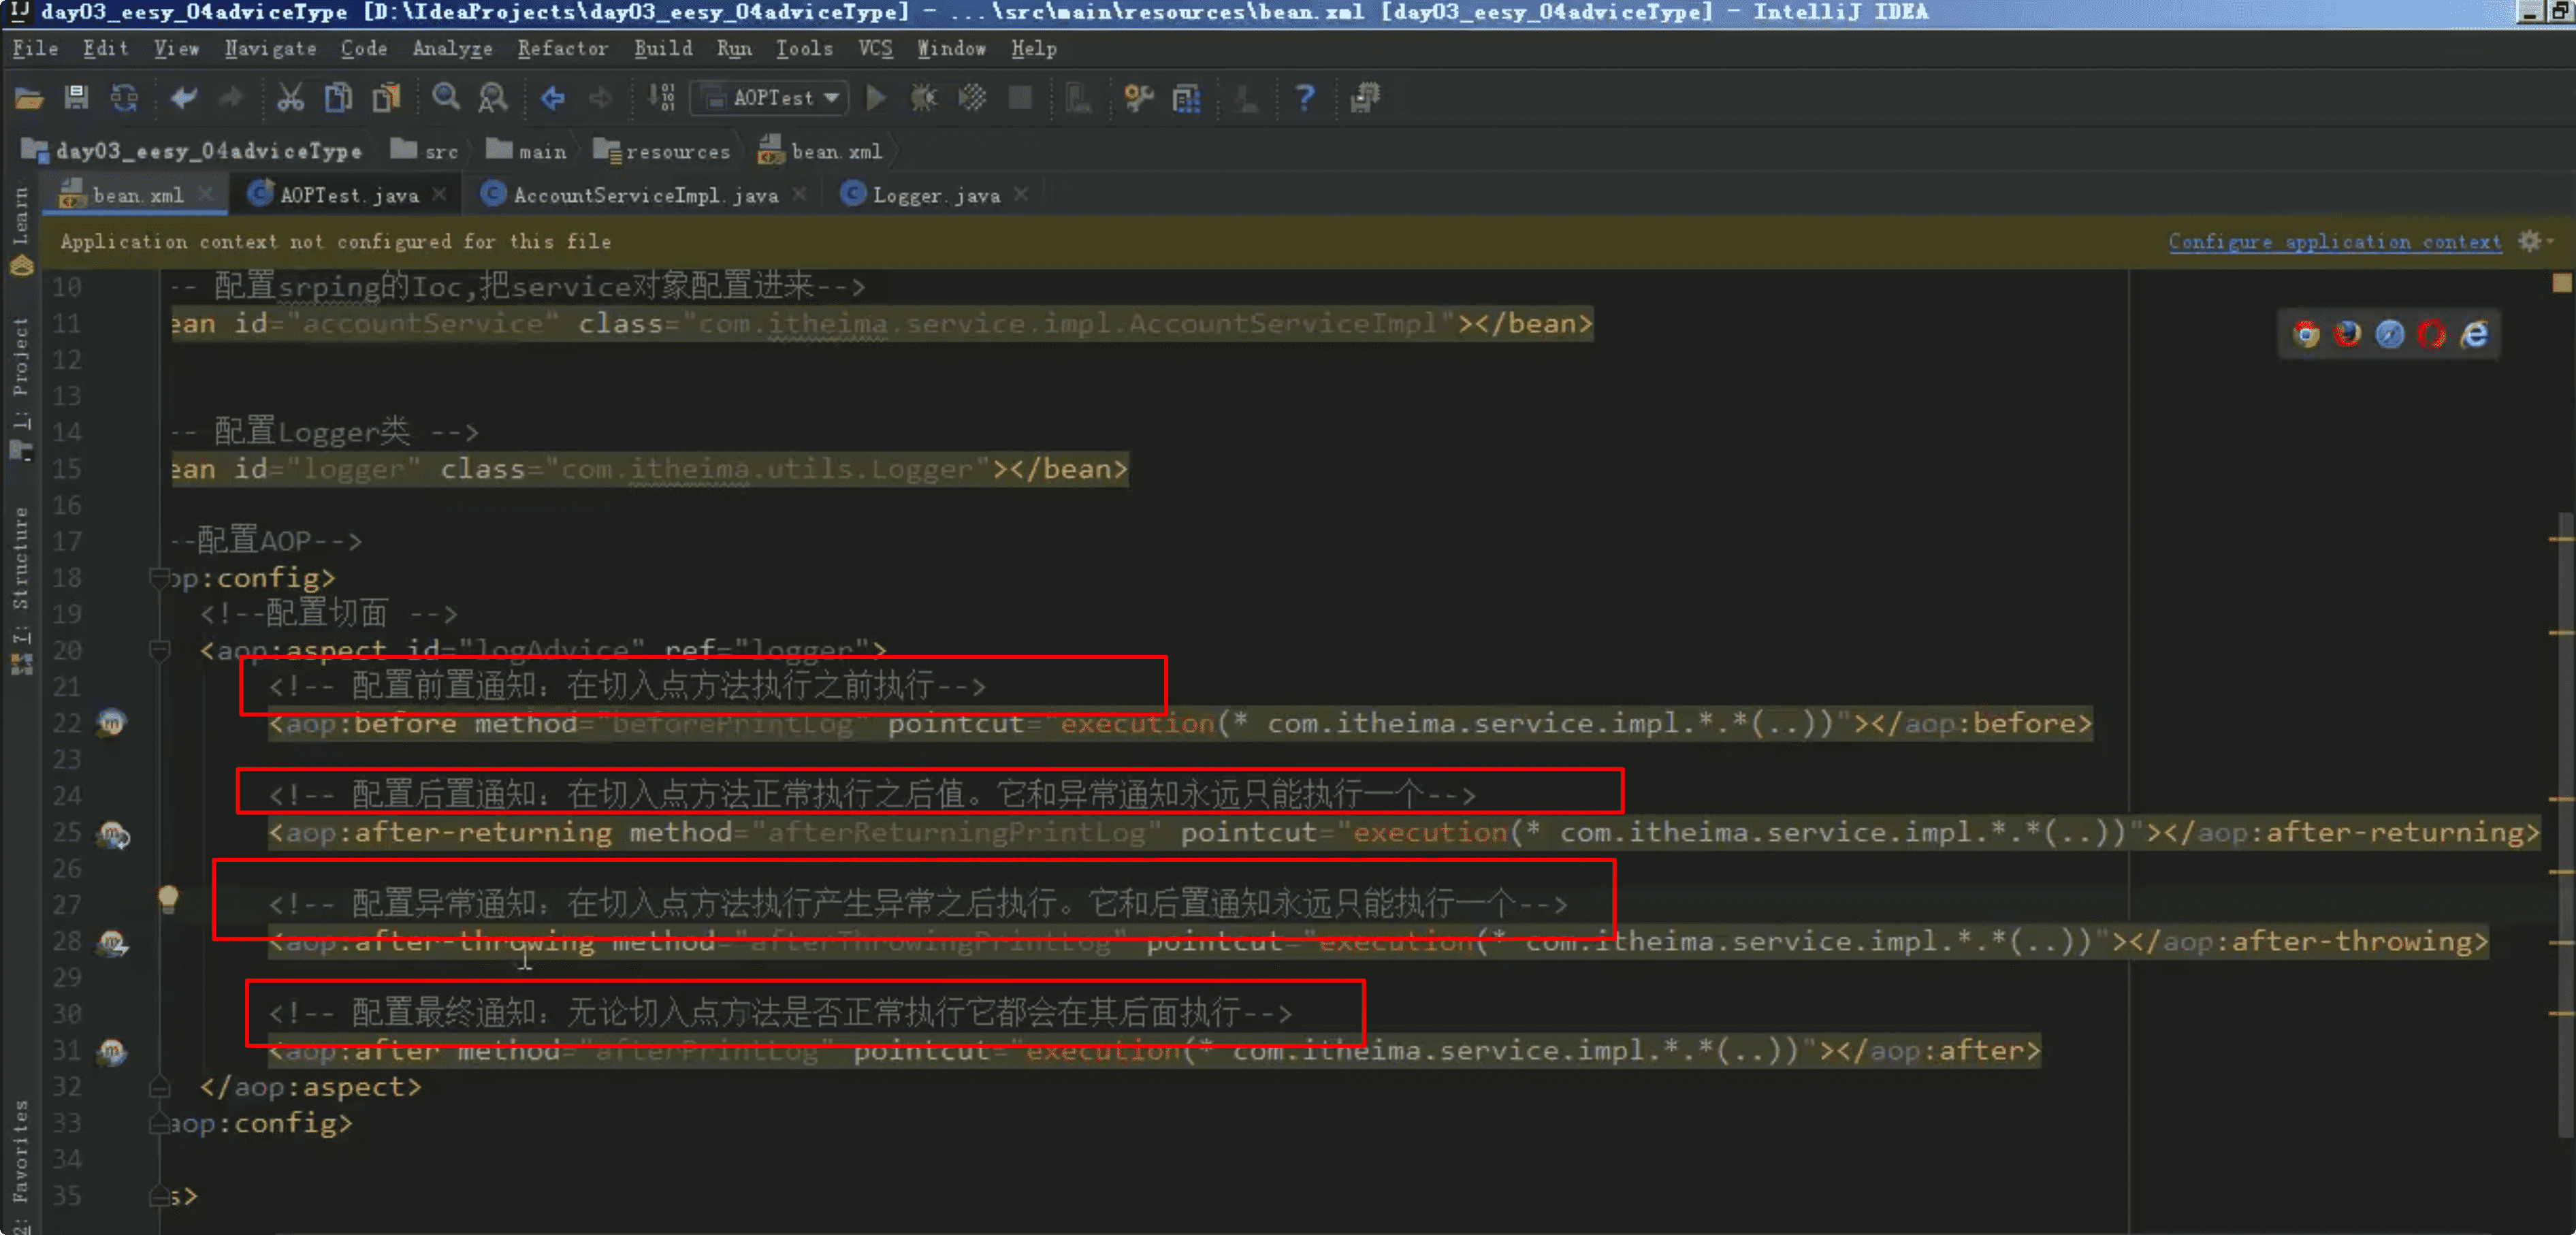 day03_eesy_04adviceType [D:\IdeaProjects\day03_eesy_04adviceType] - ...\src\main\resources\bean.xml [day03_eesy_04adviceType] - IntelliJ IDEA
File Edit View Navigate Code Analyze Refactor Build Run Tools VCS Window Help
AOPTest
day03_eesy_04adviceType src main resources bean.xml
bean.xml AOPTest.java AccountServiceImpl.java Logger.java
Learn
1: Project
7: Structure
2: Favorites
Application context not configured for this file Configure application context
10 -- 配置srping的Ioc,把service对象配置进来-->
11 ean id="accountService" class="com.itheima.service.impl.AccountServiceImpl"></bean>
12
13
14 -- 配置Logger类 -->
15 ean id="logger" class="com.itheima.utils.Logger"></bean>
16
17 --配置AOP-->
18 op:config>
19 <!--配置切面 -->
20 <aop:aspect id="logAdvice" ref="logger">
21 <!-- 配置前置通知：在切入点方法执行之前执行-->
22 <aop:before method="beforePrintLog" pointcut="execution(* com.itheima.service.impl.*.*(..))"></aop:before>
23
24 <!-- 配置后置通知：在切入点方法正常执行之后值。它和异常通知永远只能执行一个-->
25 <aop:after-returning method="afterReturningPrintLog" pointcut="execution(* com.itheima.service.impl.*.*(..))"></aop:after-returning>
26
27 <!-- 配置异常通知：在切入点方法执行产生异常之后执行。它和后置通知永远只能执行一个-->
28 <aop:after-throwing method="afterThrowingPrintLog" pointcut="execution(* com.itheima.service.impl.*.*(..))"></aop:after-throwing>
29
30 <!-- 配置最终通知：无论切入点方法是否正常执行它都会在其后面执行-->
31 <aop:after method="afterPrintLog" pointcut="execution(* com.itheima.service.impl.*.*(..))"></aop:after>
32 </aop:aspect>
33 aop:config>
34
35 s>